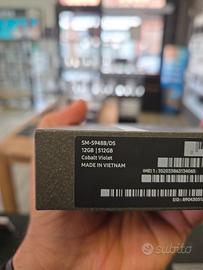 SM-S948B/DS
12GB | 512GB
Cobalt Violet
MADE IN VIETNAM
subito